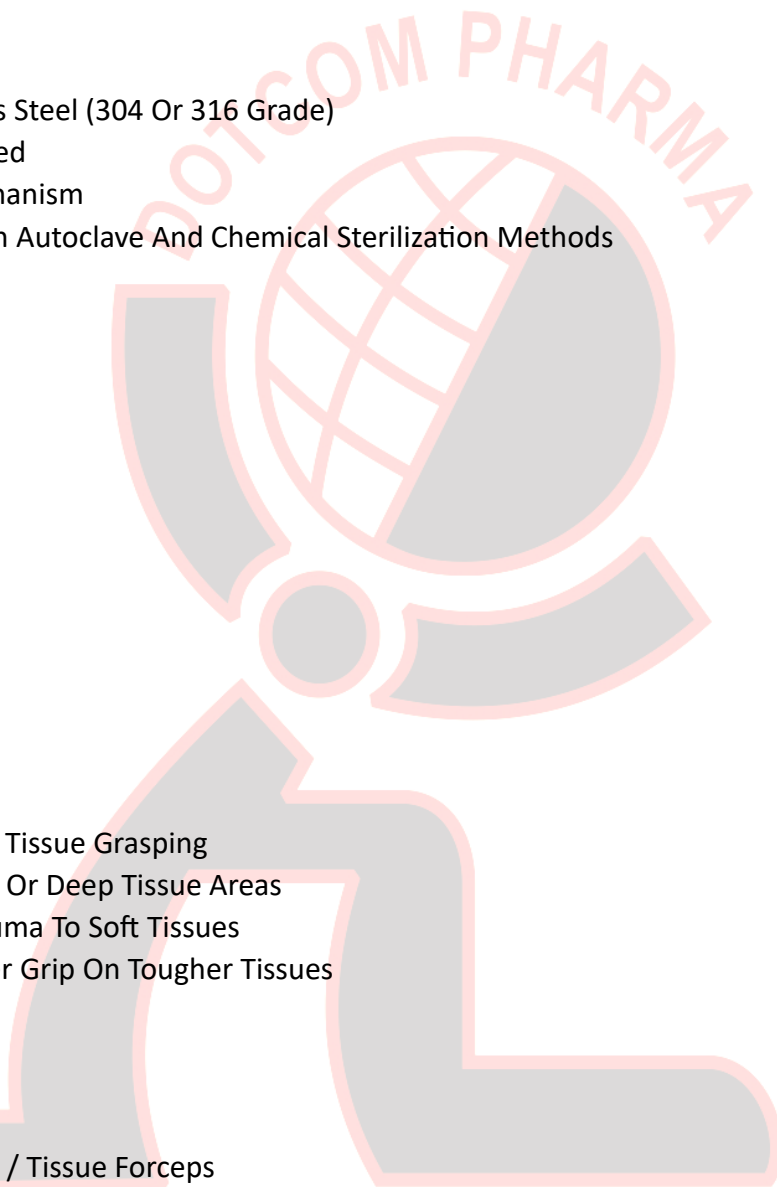 DOTCOM PHARMA
s Steel (304 Or 316 Grade)
ed
hanism
h Autoclave And Chemical Sterilization Methods
Tissue Grasping
Or Deep Tissue Areas
uma To Soft Tissues
r Grip On Tougher Tissues
/ Tissue Forceps